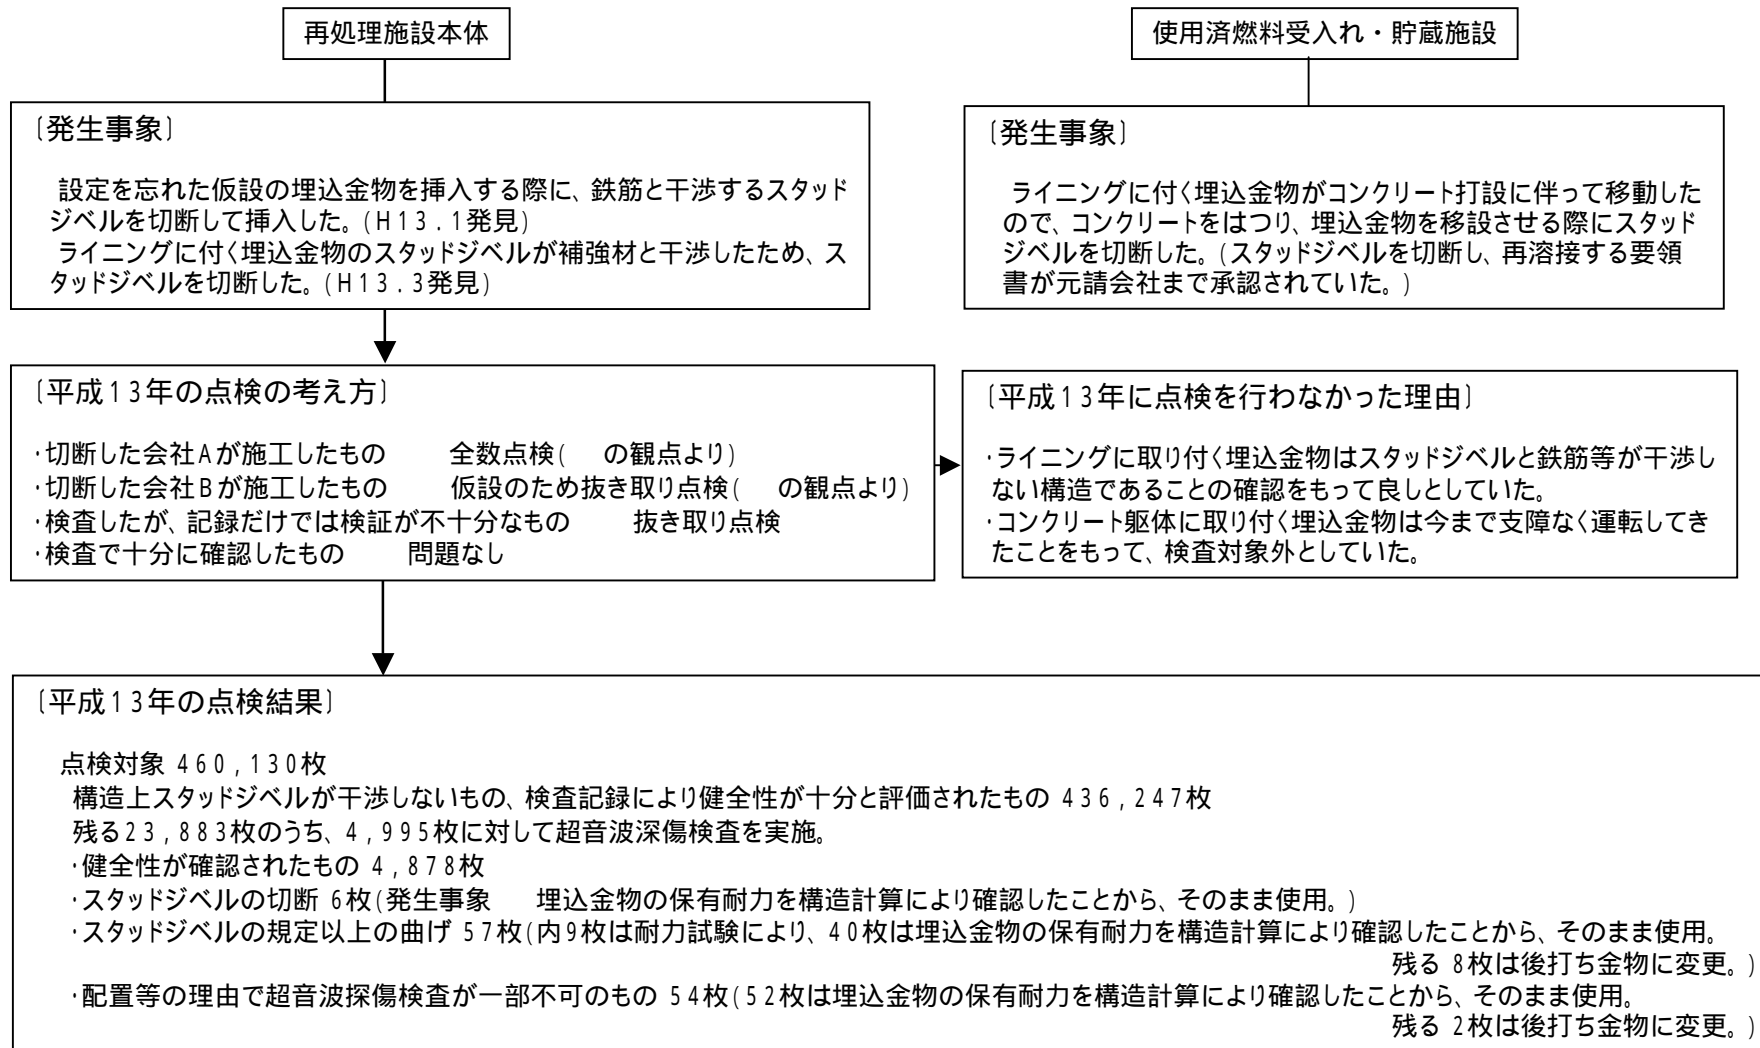 再処理施設本体
使用済燃料受入れ・貯蔵施設
〔発生事象〕
設定を忘れた仮設の埋込金物を挿入する際に、鉄筋と干渉するスタッド
ジベルを切断して挿入した。(H13.1発見)
ライニングに付く埋込金物のスタッドジベルが補強材と干渉したため、ス
タッドジベルを切断した。(H13.3発見)
〔発生事象〕
ライニングに付く埋込金物がコンクリート打設に伴って移動した
ので、コンクリートをはつり、埋込金物を移設させる際にスタッド
ジベルを切断した。(スタッドジベルを切断し、再溶接する要領
書が元請会社まで承認されていた。)
〔平成13年の点検の考え方〕
・切断した会社Aが施工したもの 全数点検( の観点より)
・切断した会社Bが施工したもの 仮設のため抜き取り点検( の観点より)
・検査したが、記録だけでは検証が不十分なもの 抜き取り点検
・検査で十分に確認したもの 問題なし
〔平成13年に点検を行わなかった理由〕
・ライニングに取り付く埋込金物はスタッドジベルと鉄筋等が干渉し
ない構造であることの確認をもって良しとしていた。
・コンクリート躯体に取り付く埋込金物は今まで支障なく運転してき
たことをもって、検査対象外としていた。
〔平成13年の点検結果〕
点検対象 460,130枚
構造上スタッドジベルが干渉しないもの、検査記録により健全性が十分と評価されたもの 436,247枚
残る23,883枚のうち、4,995枚に対して超音波深傷検査を実施。
・健全性が確認されたもの 4,878枚
・スタッドジベルの切断 6枚(発生事象 埋込金物の保有耐力を構造計算により確認したことから、そのまま使用。)
・スタッドジベルの規定以上の曲げ 57枚(内9枚は耐力試験により、40枚は埋込金物の保有耐力を構造計算により確認したことから、そのまま使用。
残る 8枚は後打ち金物に変更。)
・配置等の理由で超音波探傷検査が一部不可のもの 54枚(52枚は埋込金物の保有耐力を構造計算により確認したことから、そのまま使用。
残る 2枚は後打ち金物に変更。)